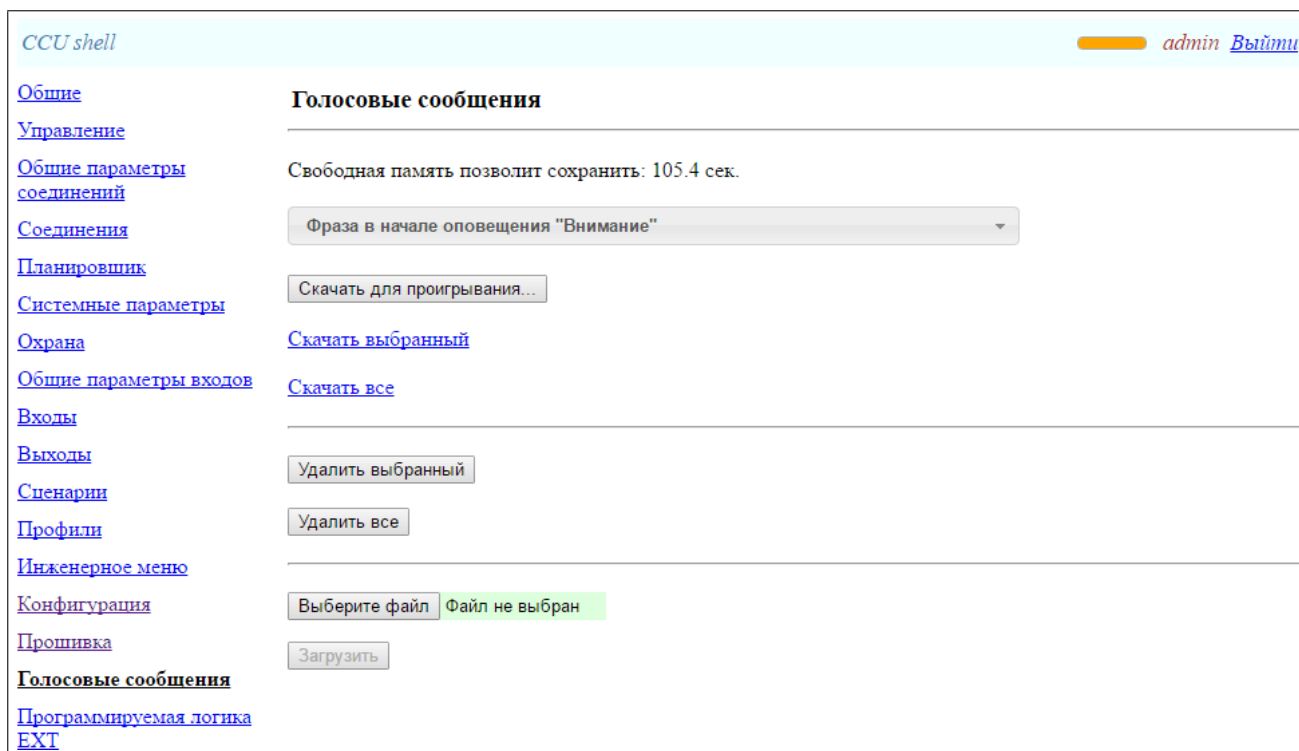 CCU shell
admin Выйти
Общие
Управление
Общие параметры
соединений
Соединения
Планировщик
Системные параметры
Охрана
Общие параметры входов
Входы
Выходы
Сценарии
Профили
Инженерное меню
Конфигурация
Прошивка
Голосовые сообщения
Программируемая логика
EXT
Голосовые сообщения
Свободная память позволит сохранить: 105.4 сек.
Фраза в начале оповещения "Внимание"
Скачать для проигрывания...
Скачать выбранный
Скачать все
Удалить выбранный
Удалить все
Выберите файл Файл не выбран
Загрузить